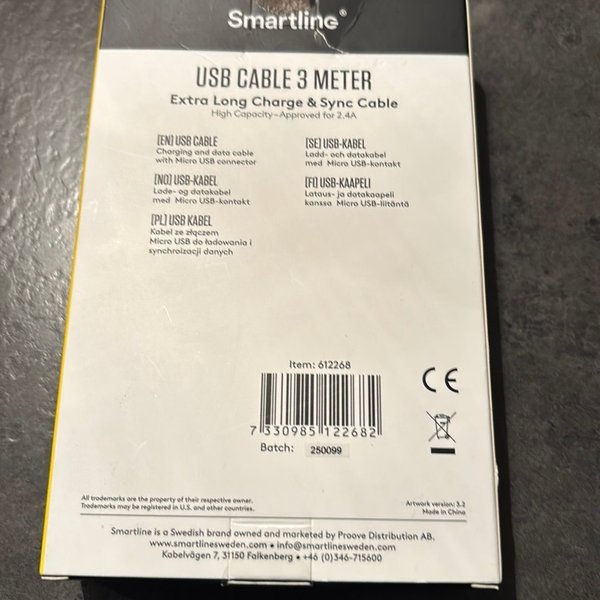 Smartline®
USB CABLE 3 METER
Extra Long Charge & Sync Cable
High Capacity–Approved for 2.4A
[EN] USB CABLE
Charging and data cable
with Micro USB connector
[SE] USB-KABEL
Ladd- och datakabel
med Micro USB-kontakt
[NO] USB-KABEL
Lade- og datakabel
med Micro USB-kontakt
[FI] USB-KAAPELI
Lataus- ja datakaapeli
kanssa Micro USB-liitäntä
[PL] USB KABEL
Kabel ze złączem
Micro USB do ładowania i
synchroizacji danych
Item: 612268
7 330985 122682
Batch: 250099
CE
All trademarks are the property of their respective owner.
Trademarks may be registered in U.S. and other countries.
Artwork version: 3.2
Made in China
Smartline is a Swedish brand owned and marketed by Proove Distribution AB.
www.smartlinesweden.com • info@smartlinesweden.com
Kabelvägen 7, 31150 Falkenberg • +46 (0)346-715600